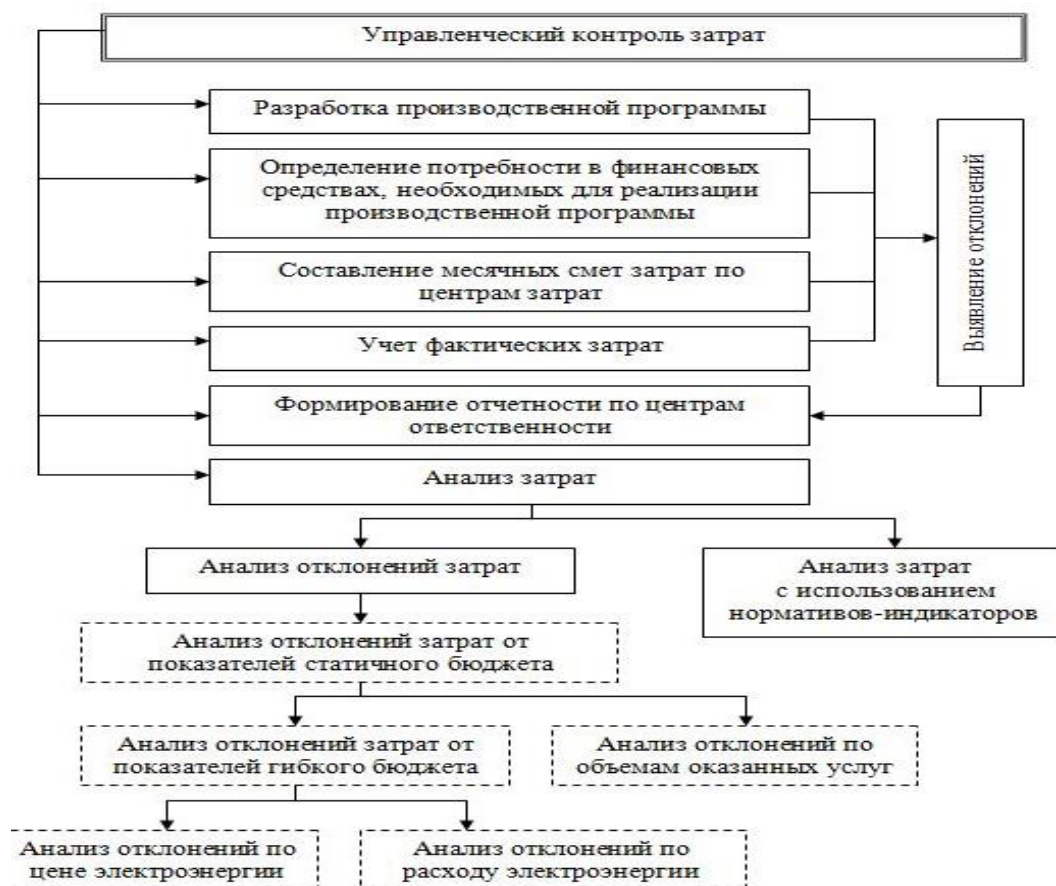 Управленческий контроль затрат
Разработка производственной программы
Определение потребности в финансовых
средствах, необходимых для реализации
производственной программы
Составление месячных смет затрат по
центрам затрат
Учет фактических затрат
Выявление отклонений
Формирование отчетности по центрам
ответственности
Анализ затрат
Анализ отклонений затрат
Анализ затрат
с использованием
нормативов-индикаторов
Анализ отклонений затрат от
показателей статичного бюджета
Анализ отклонений затрат от
показателей гибкого бюджета
Анализ отклонений по
объемам оказанных услуг
Анализ отклонений по
цене электроэнергии
Анализ отклонений по
расходу электроэнергии